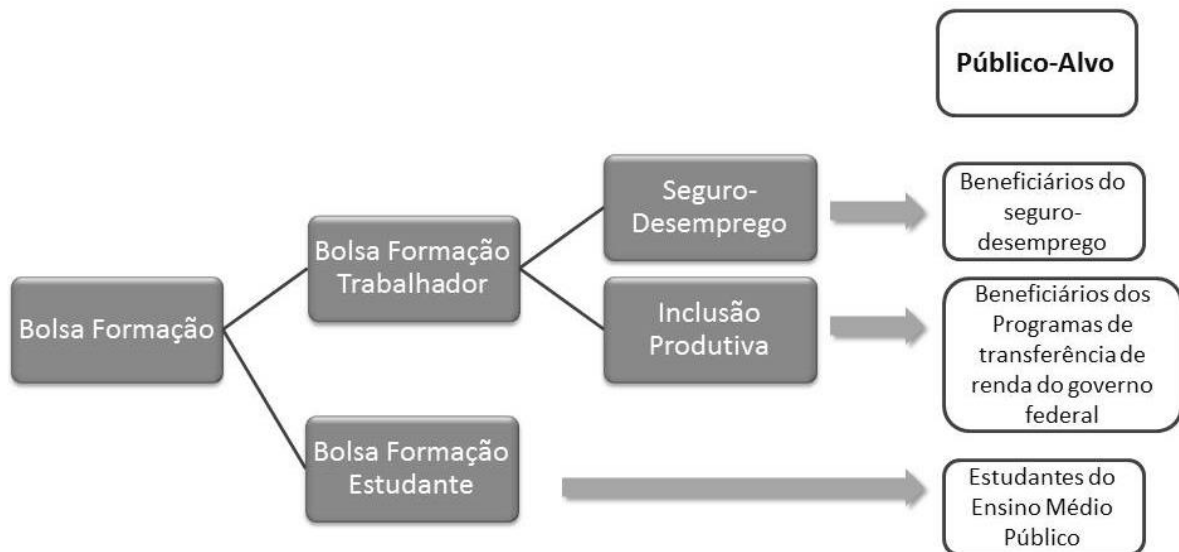 Público-Alvo
Seguro-
Desemprego
Beneficiários do
seguro-
desemprego
Bolsa Formação
Trabalhador
Bolsa Formação
Inclusão
Produtiva
Beneficiários dos
Programas de
transferência de
renda do governo
federal
Bolsa Formação
Estudante
Estudantes do
Ensino Médio
Público